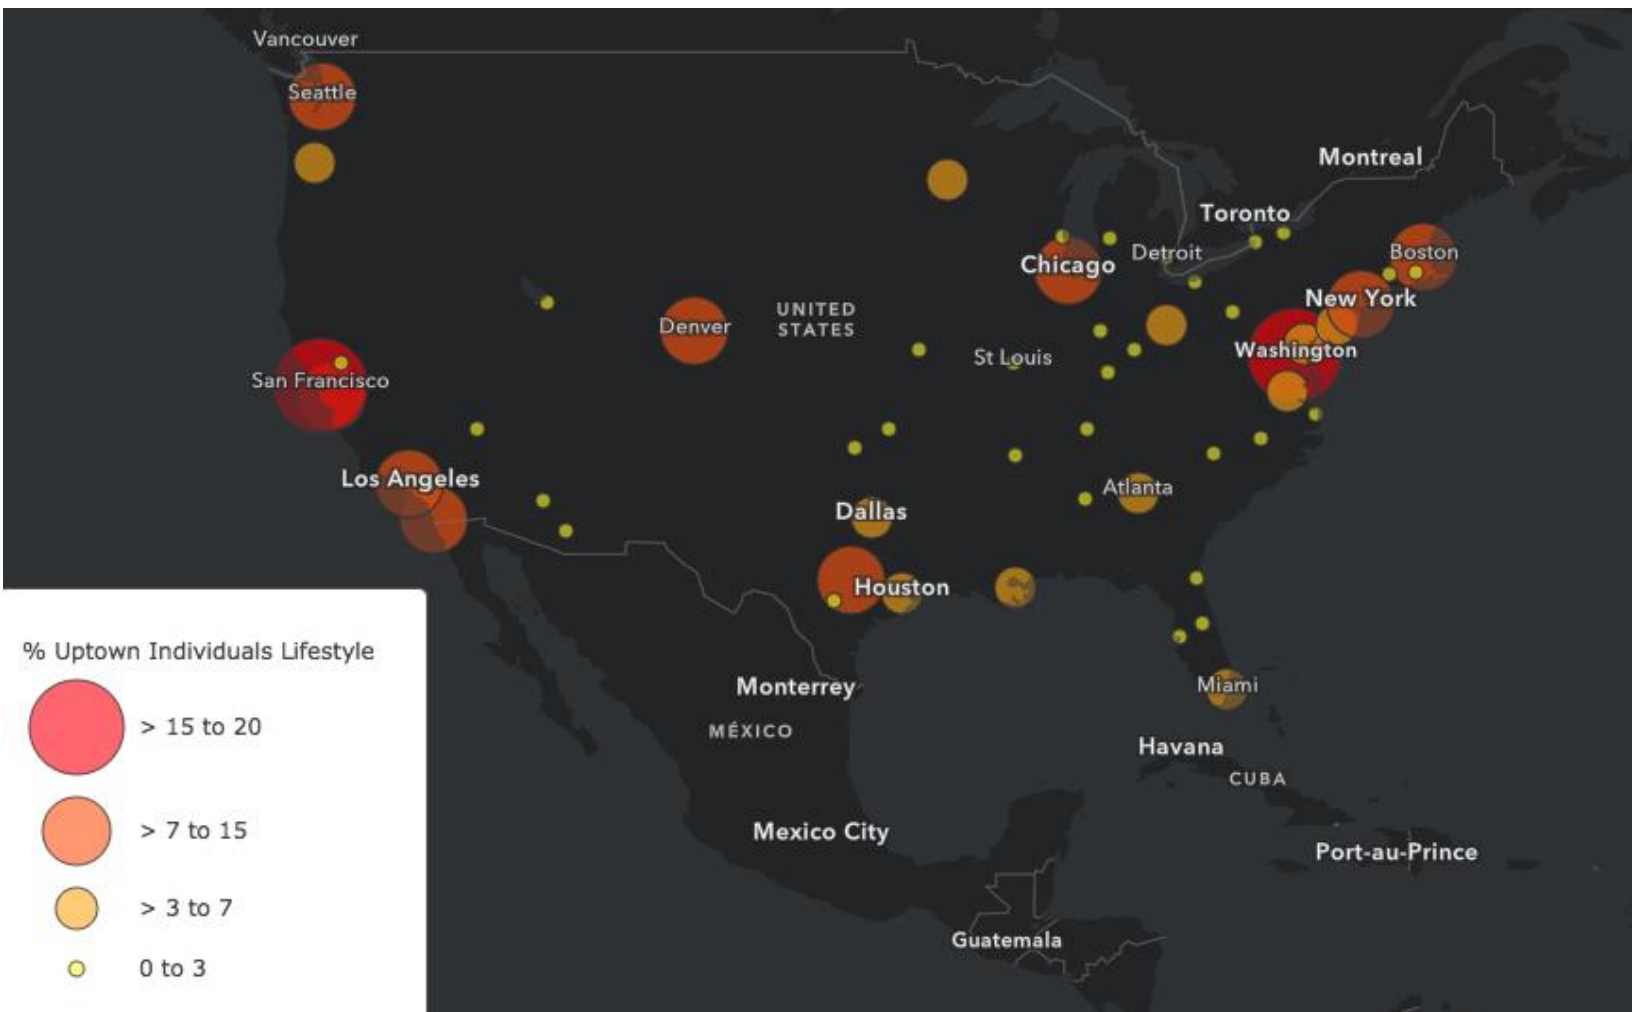 Vancouver
Seattle
Montreal
Toronto
Detroit
Boston
Chicago
New York
UNITED
STATES
Denver
Washington
St Louis
San Francisco
Los Angeles
Atlanta
Dallas
Houston
Miami
Monterrey
MÉXICO
Havana
CUBA
Mexico City
Port-au-Prince
Guatemala
% Uptown Individuals Lifestyle
> 15 to 20
> 7 to 15
> 3 to 7
0 to 3